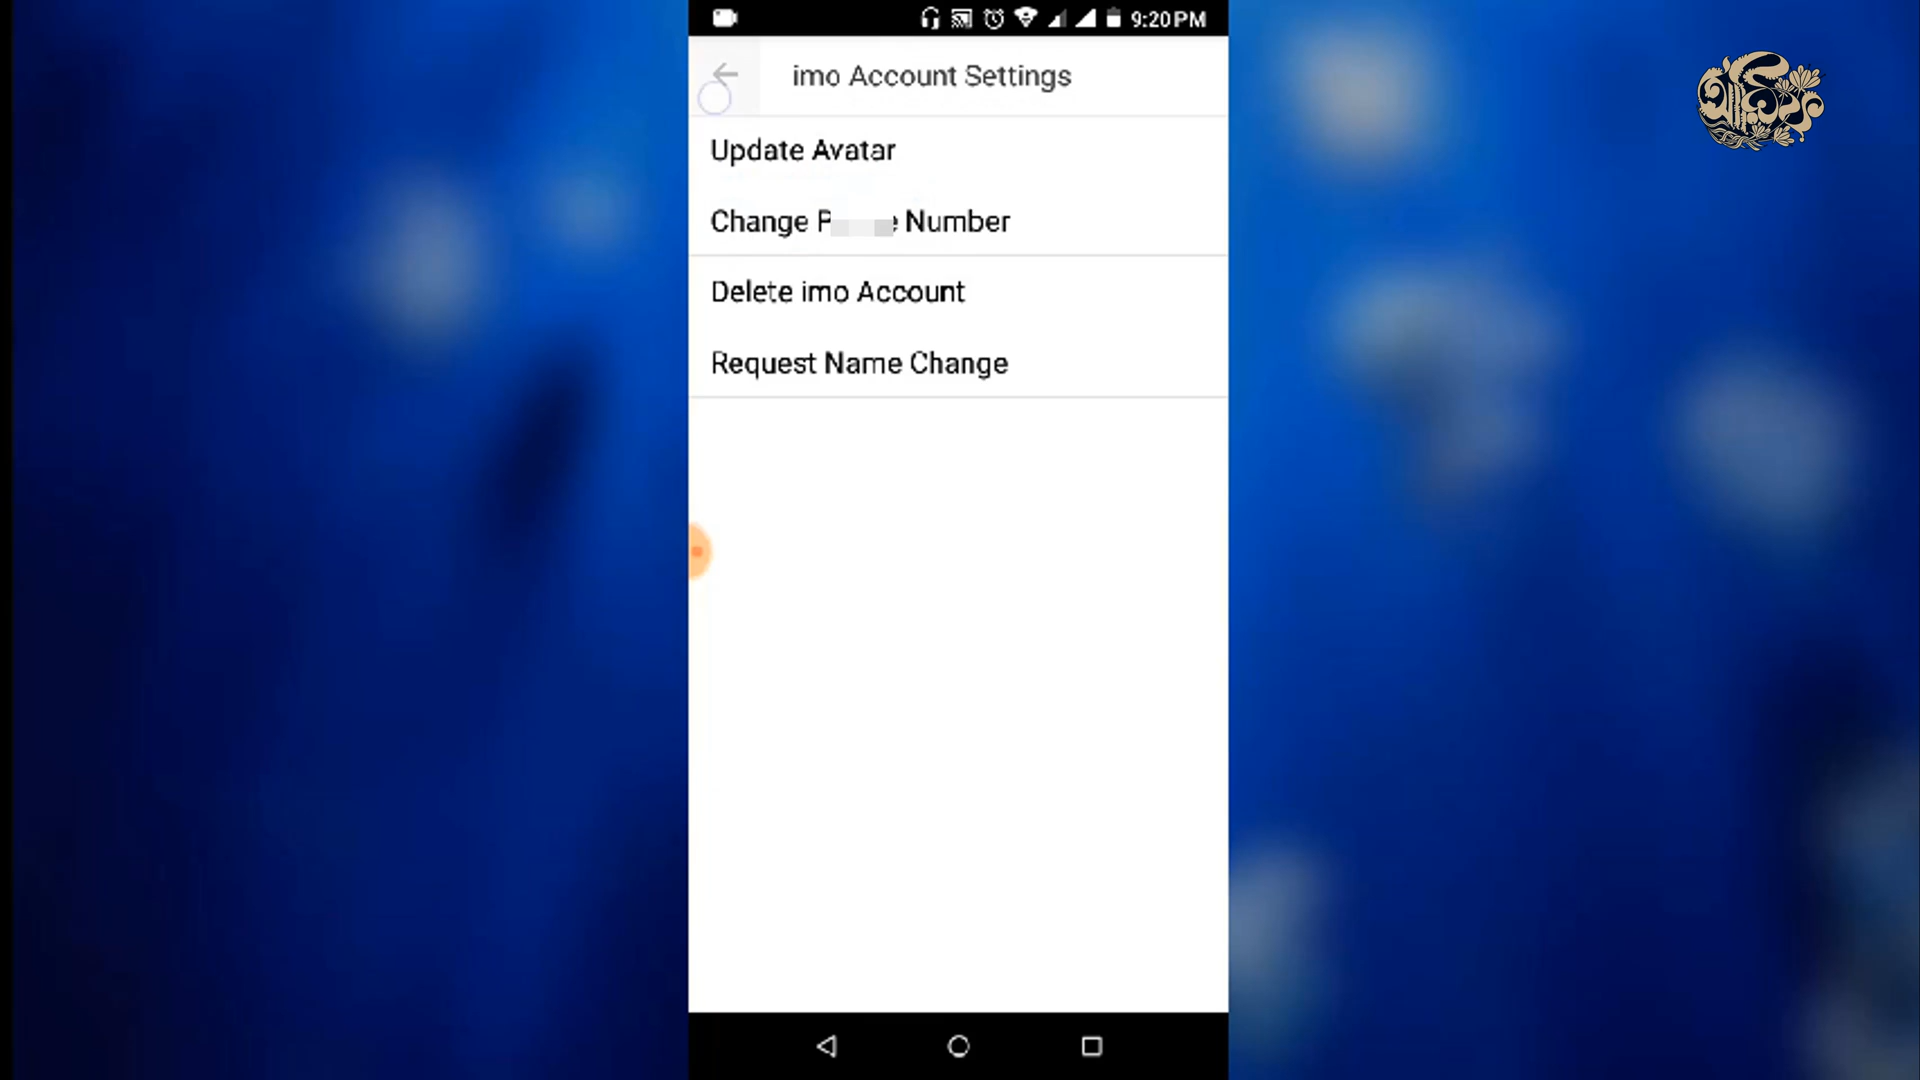 9:20 PM
imo Account Settings
Update Avatar
Change P e Number
Delete imo Account
Request Name Change